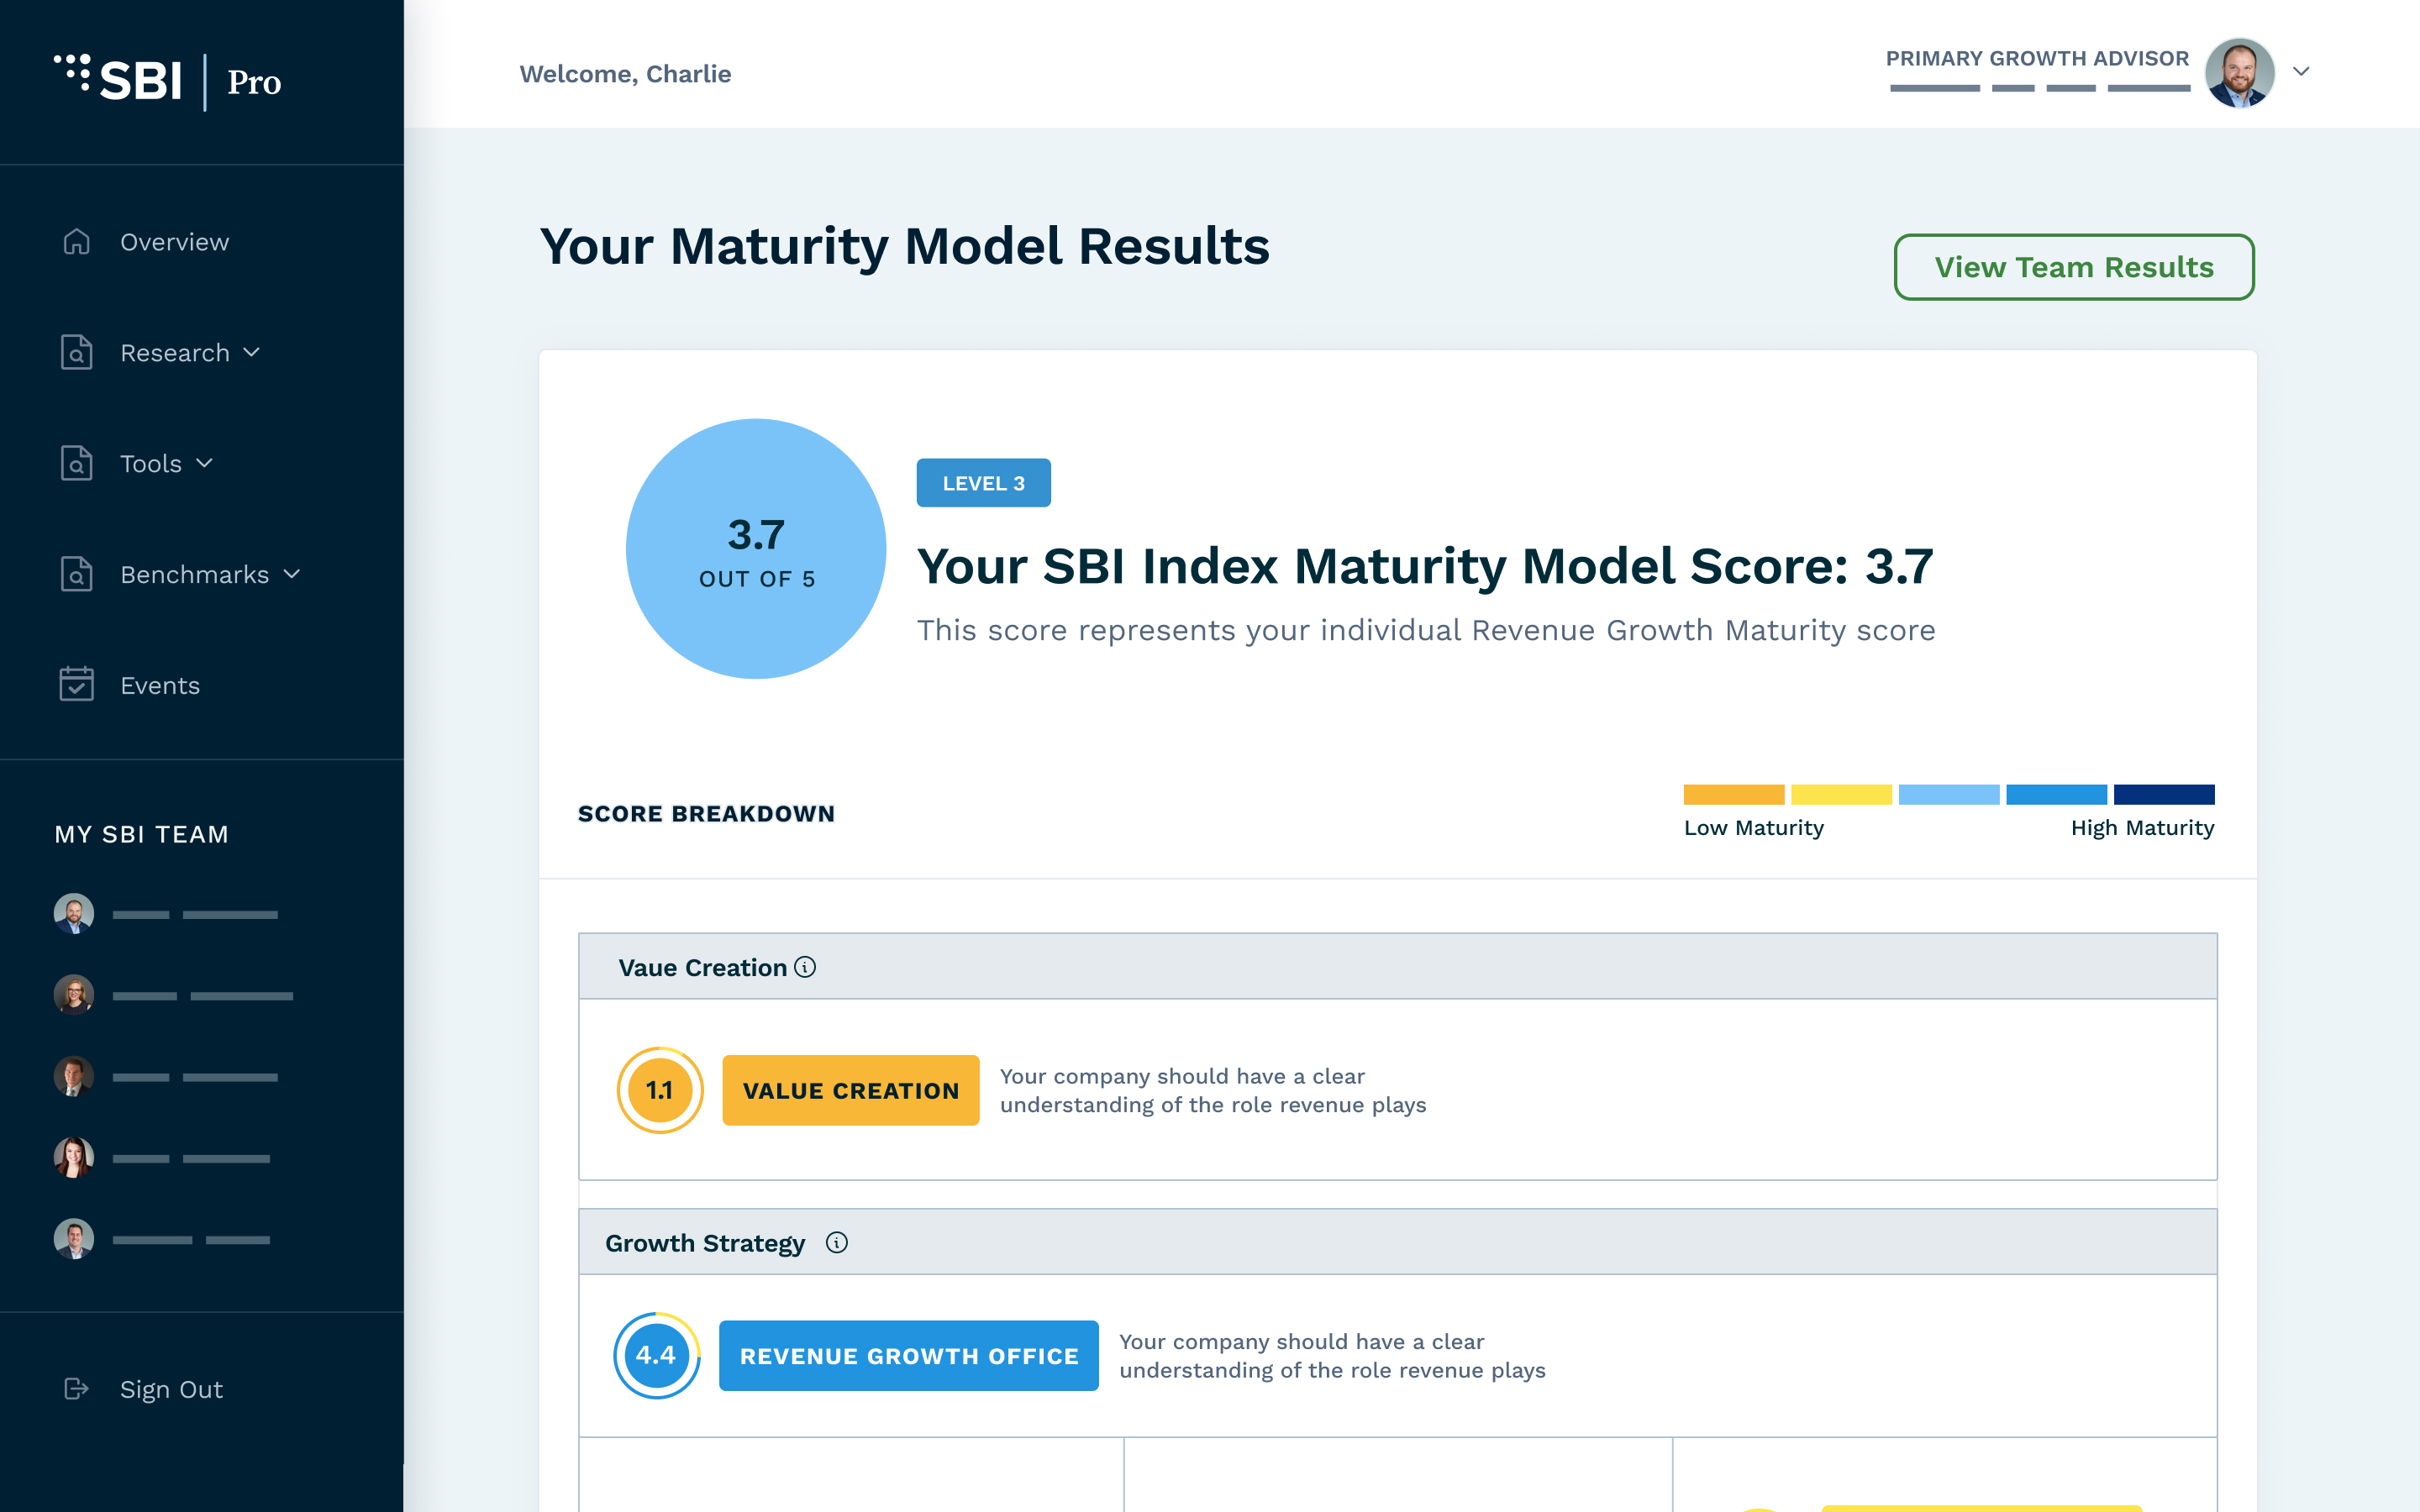 SBI Pro
Welcome, Charlie
PRIMARY GROWTH ADVISOR
Overview
Research
Tools
Benchmarks
Events
MY SBI TEAM
Sign Out
Your Maturity Model Results
View Team Results
3.7
OUT OF 5
LEVEL 3
Your SBI Index Maturity Model Score: 3.7
This score represents your individual Revenue Growth Maturity score
SCORE BREAKDOWN
Low Maturity
High Maturity
Vaue Creation
1.1
VALUE CREATION
Your company should have a clear
understanding of the role revenue plays
Growth Strategy
4.4
REVENUE GROWTH OFFICE
Your company should have a clear
understanding of the role revenue plays